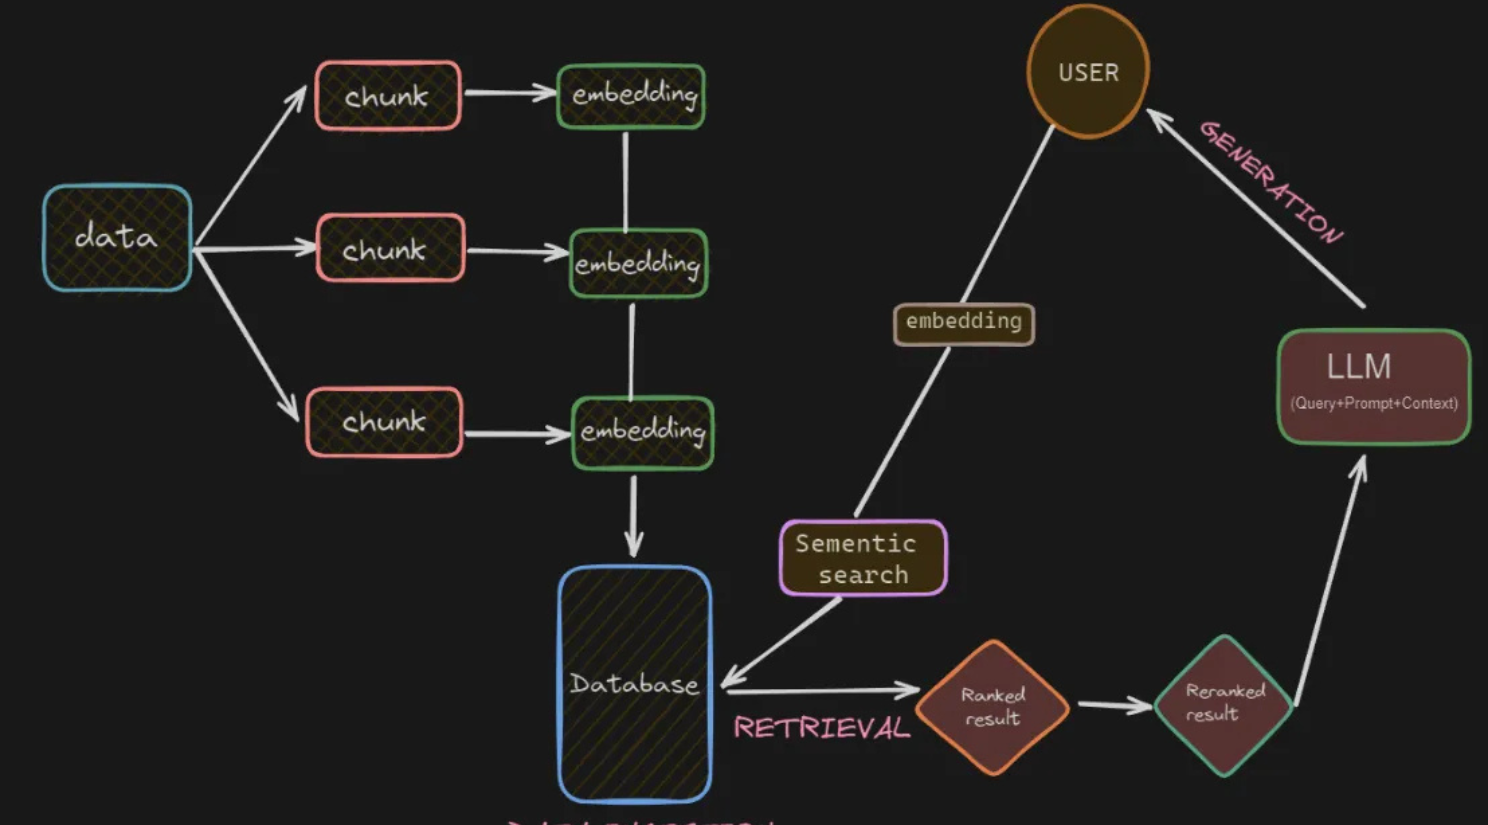 USER
chunk
embedding
GENERATION
data
chunk
embedding
embedding
LLM
(Query+Prompt+Context)
chunk
embedding
Sementic
search
Database
RETRIEVAL
Ranked
result
Reranked
result